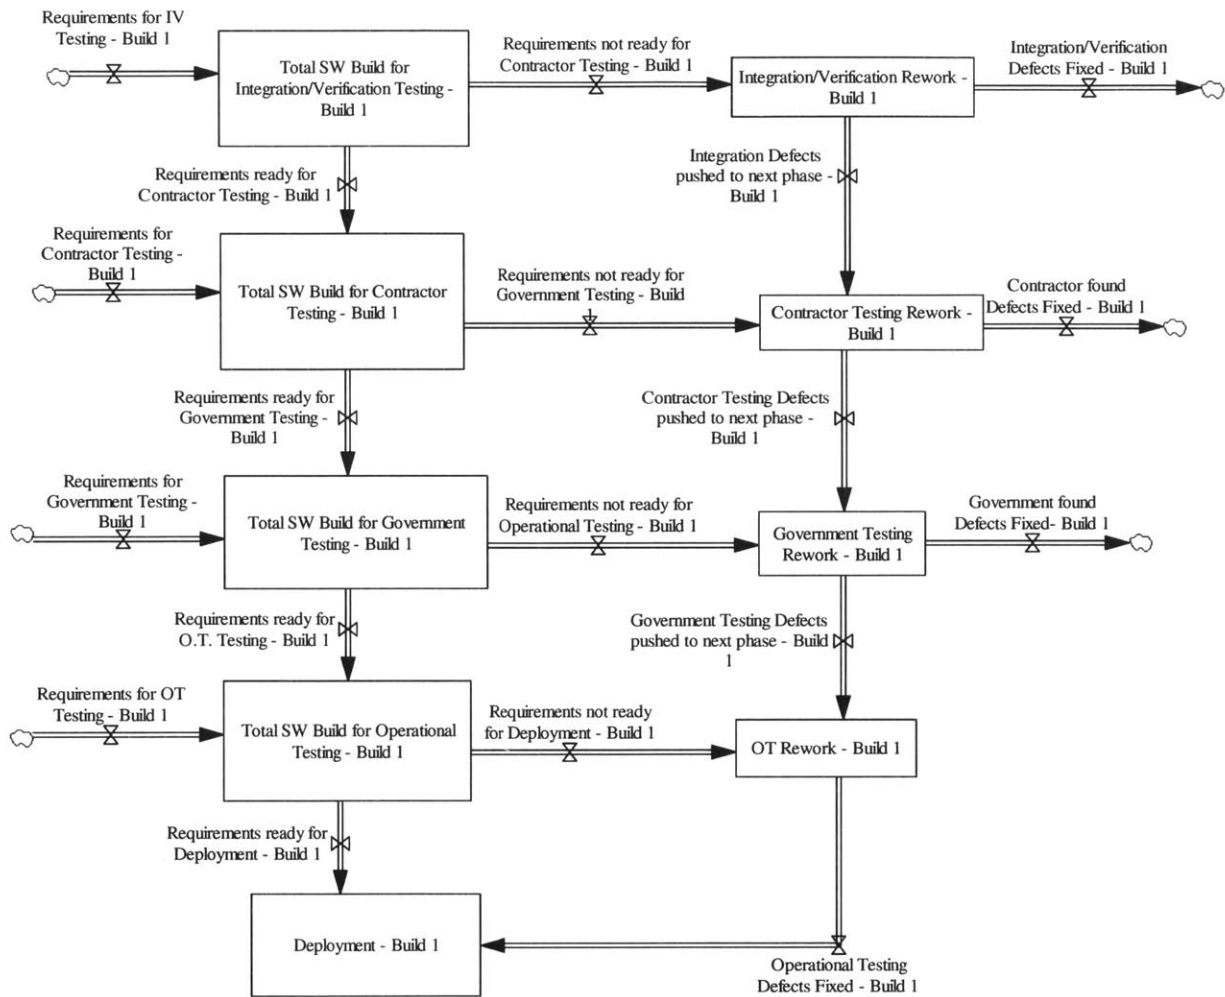 Requirements for IV
Testing - Build 1
Total SW Build for
Integration/Verification Testing -
Build 1
Requirements not ready for
Contractor Testing - Build 1
Integration/Verification Rework -
Build 1
Integration/Verification
Defects Fixed - Build 1
Requirements ready for
Contractor Testing - Build 1
Integration Defects
pushed to next phase -
Build 1
Requirements for
Contractor Testing -
Build 1
Total SW Build for Contractor
Testing - Build 1
Requirements not ready for
Government Testing - Build
1
Contractor Testing Rework -
Build 1
Contractor found
Defects Fixed - Build 1
Requirements ready for
Government Testing -
Build 1
Contractor Testing Defects
pushed to next phase -
Build 1
Requirements for
Government Testing -
Build 1
Total SW Build for Government
Testing - Build 1
Requirements not ready for
Operational Testing - Build 1
Government Testing
Rework - Build 1
Government found
Defects Fixed- Build 1
Requirements ready for
O.T. Testing - Build 1
Government Testing Defects
pushed to next phase - Build
1
Requirements for OT
Testing - Build 1
Total SW Build for Operational
Testing - Build 1
Requirements not ready
for Deployment - Build 1
OT Rework - Build 1
Requirements ready for
Deployment - Build 1
Deployment - Build 1
Operational Testing
Defects Fixed - Build 1